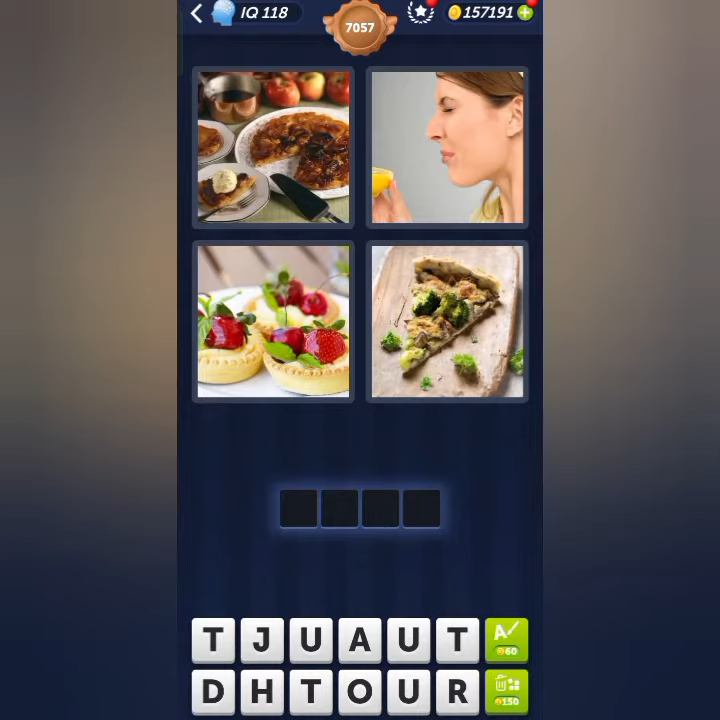 IQ 118
7057
157191
T J U A U T
A
60
D H T O U R
150